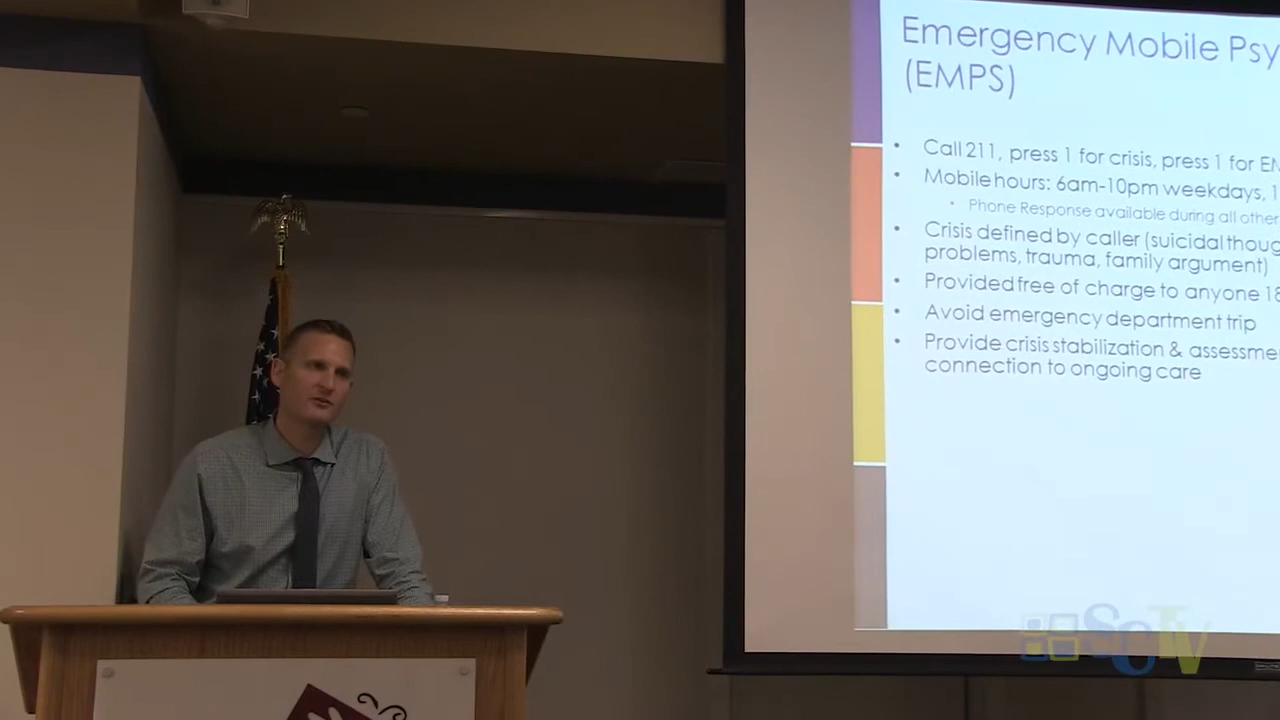 Emergency Mobile Psy
(EMPS)
• Call 211, press 1 for crisis, press 1 for EM
• Mobile hours: 6am-10pm weekdays, 1
• Phone Response available during all other
• Crisis defined by caller (suicidal thoug
problems, trauma, family argument)
• Provided free of charge to anyone 18
• Avoid emergency department trip
• Provide crisis stabilization & assessme
connection to ongoing care
SCTV